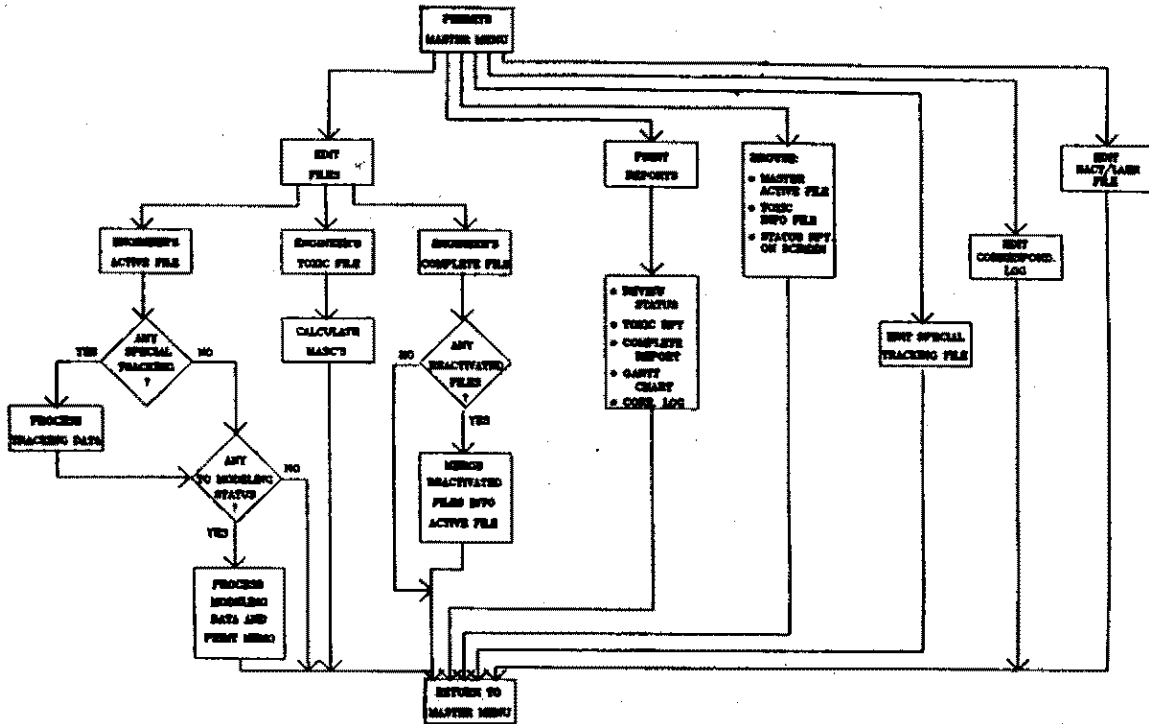 PERMITS
MASTER MENU
EDIT
FILES
PRINT
REPORTS
BROWSE:
* MASTER
ACTIVE FILE
* TOXIC
INFO FILE
* STATUS RPT
ON SCREEN
EDIT
BACT/LAER
FILE
ENGINEER'S
ACTIVE FILE
ENGINEER'S
TOXIC FILE
ENGINEER'S
COMPLETE FILE
EDIT
CORRESPOND.
LOG
* REVIEW
STATUS
* TOXIC RPT
* COMPLETE
REPORT
* GANTT
CHART
* CORR. LOG
EDIT SPECIAL
TRACKING FILE
CALCULATE
MASC'S
YES
ANY
SPECIAL
TRACKING
?
NO
NO
ANY
REACTIVATED
FILES
?
YES
PROCESS
TRACKING DATA
ANY
TO MODELING
STATUS
?
NO
YES
MERGE
REACTIVATED
FILES INTO
ACTIVE FILE
PROCESS
MODELING
DATA AND
PRINT MEMO
RETURN TO
MASTER MENU